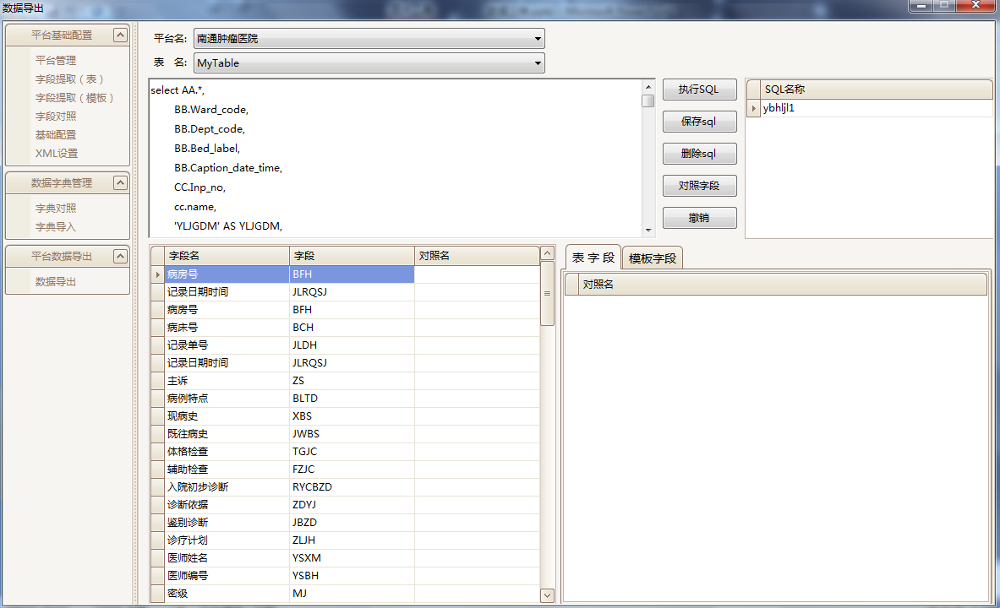 数据导出
平台基础配置
平台管理
字段提取（表）
字段提取（模板）
字段对照
基础配置
XML设置
数据字典管理
字典对照
字典导入
平台数据导出
数据导出
平台名: 南通肿瘤医院
表 名: MyTable
select AA.*,
BB.Ward_code,
BB.Dept_code,
BB.Bed_label,
BB.Caption_date_time,
CC.Inp_no,
cc.name,
'YLJGDM' AS YLJGDM,
执行SQL
保存sql
删除sql
对照字段
撤销
SQL名称
ybhljl1
字段名 字段 对照名
病房号 BFH
记录日期时间 JLRQSJ
病房号 BFH
病床号 BCH
记录单号 JLDH
记录日期时间 JLRQSJ
主诉 ZS
病例特点 BLTD
现病史 XBS
既往病史 JWBS
体格检查 TGJC
辅助检查 FZJC
入院初步诊断 RYCBZD
诊断依据 ZDYJ
鉴别诊断 JBZD
诊疗计划 ZLJH
医师姓名 YSXM
医师编号 YSBH
密级 MJ
表 字 段 模板字段
对照名